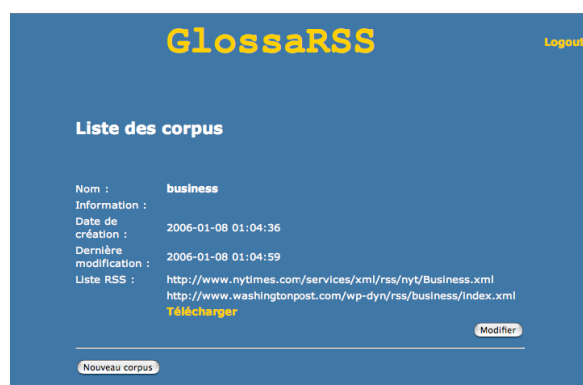 GlossaRSS
Logout
Liste des corpus
Nom : business
Information :
Date de
création : 2006-01-08 01:04:36
Dernière
modification : 2006-01-08 01:04:59
Liste RSS : http://www.nytimes.com/services/xml/rss/nyt/Business.xml
http://www.washingtonpost.com/wp-dyn/rss/business/index.xml
Télécharger
Modifier
Nouveau corpus